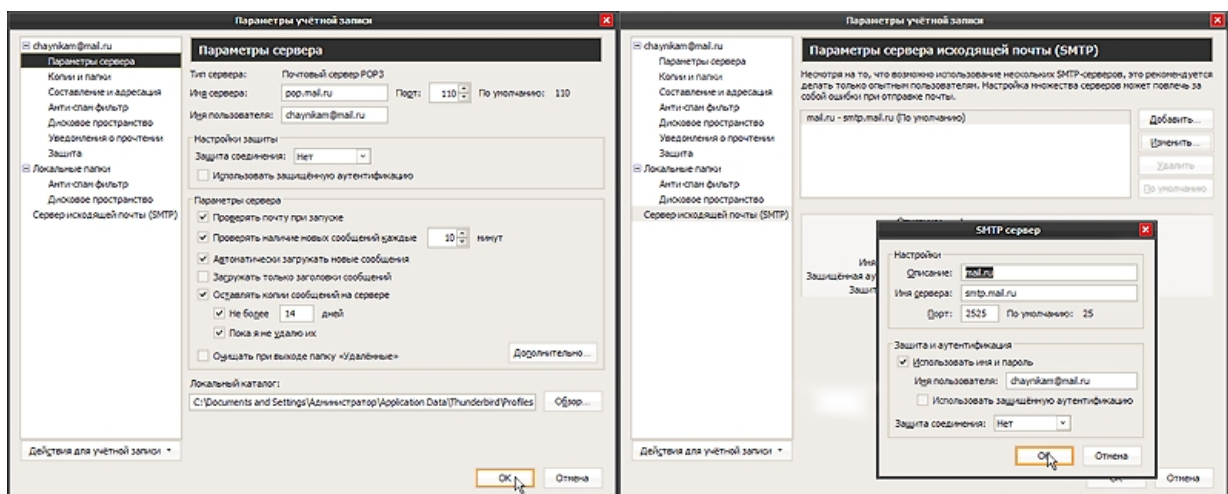 Параметры учётной записи
chaynikam@mail.ru
Параметры сервера
Копии и папки
Составление и адресация
Анти-спам фильтр
Дисковое пространство
Уведомления о прочтении
Защита
Локальные папки
Анти-спам фильтр
Дисковое пространство
Сервер исходящей почты (SMTP)
Действия для учётной записи
Параметры сервера
Тип сервера: Почтовый сервер POP3
Имя сервера: pop.mail.ru Порт: 110 По умолчанию: 110
Имя пользователя: chaynikam@mail.ru
Настройки защиты
Защита соединения: Нет
Использовать защищённую аутентификацию
Параметры сервера
Проверять почту при запуске
Проверять наличие новых сообщений каждые 10 минут
Автоматически загружать новые сообщения
Загружать только заголовки сообщений
Оставлять копии сообщений на сервере
Не более 14 дней
Пока я не удалю их
Очищать при выходе папку «Удалённые»
Дополнительно...
Локальный каталог:
C:\Documents and Settings\Администратор\Application Data\Thunderbird\Profiles Обзор...
OK Отмена
Параметры учётной записи
chaynikam@mail.ru
Параметры сервера
Копии и папки
Составление и адресация
Анти-спам фильтр
Дисковое пространство
Уведомления о прочтении
Защита
Локальные папки
Анти-спам фильтр
Дисковое пространство
Сервер исходящей почты (SMTP)
Действия для учётной записи
Параметры сервера исходящей почты (SMTP)
Несмотря на то, что возможно использование нескольких SMTP-серверов, это рекомендуется
делать только опытным пользователям. Настройка множества серверов может повлечь за
собой ошибки при отправке почты.
mail.ru - smtp.mail.ru (По умолчанию)
Добавить...
Изменить...
Удалить
По умолчанию
Имя
Защищённая ау
Защит
SMTP сервер
Настройки
Описание: mail.ru
Имя сервера: smtp.mail.ru
Порт: 2525 По умолчанию: 25
Защита и аутентификация
Использовать имя и пароль
Имя пользователя: chaynikam@mail.ru
Использовать защищённую аутентификацию
Защита соединения: Нет
OK Отмена
OK Отмена